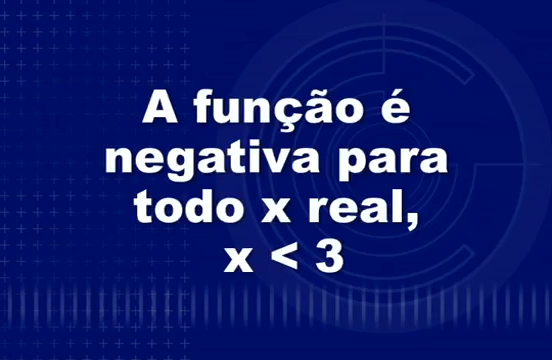 A função é
negativa para
todo x real,
x < 3